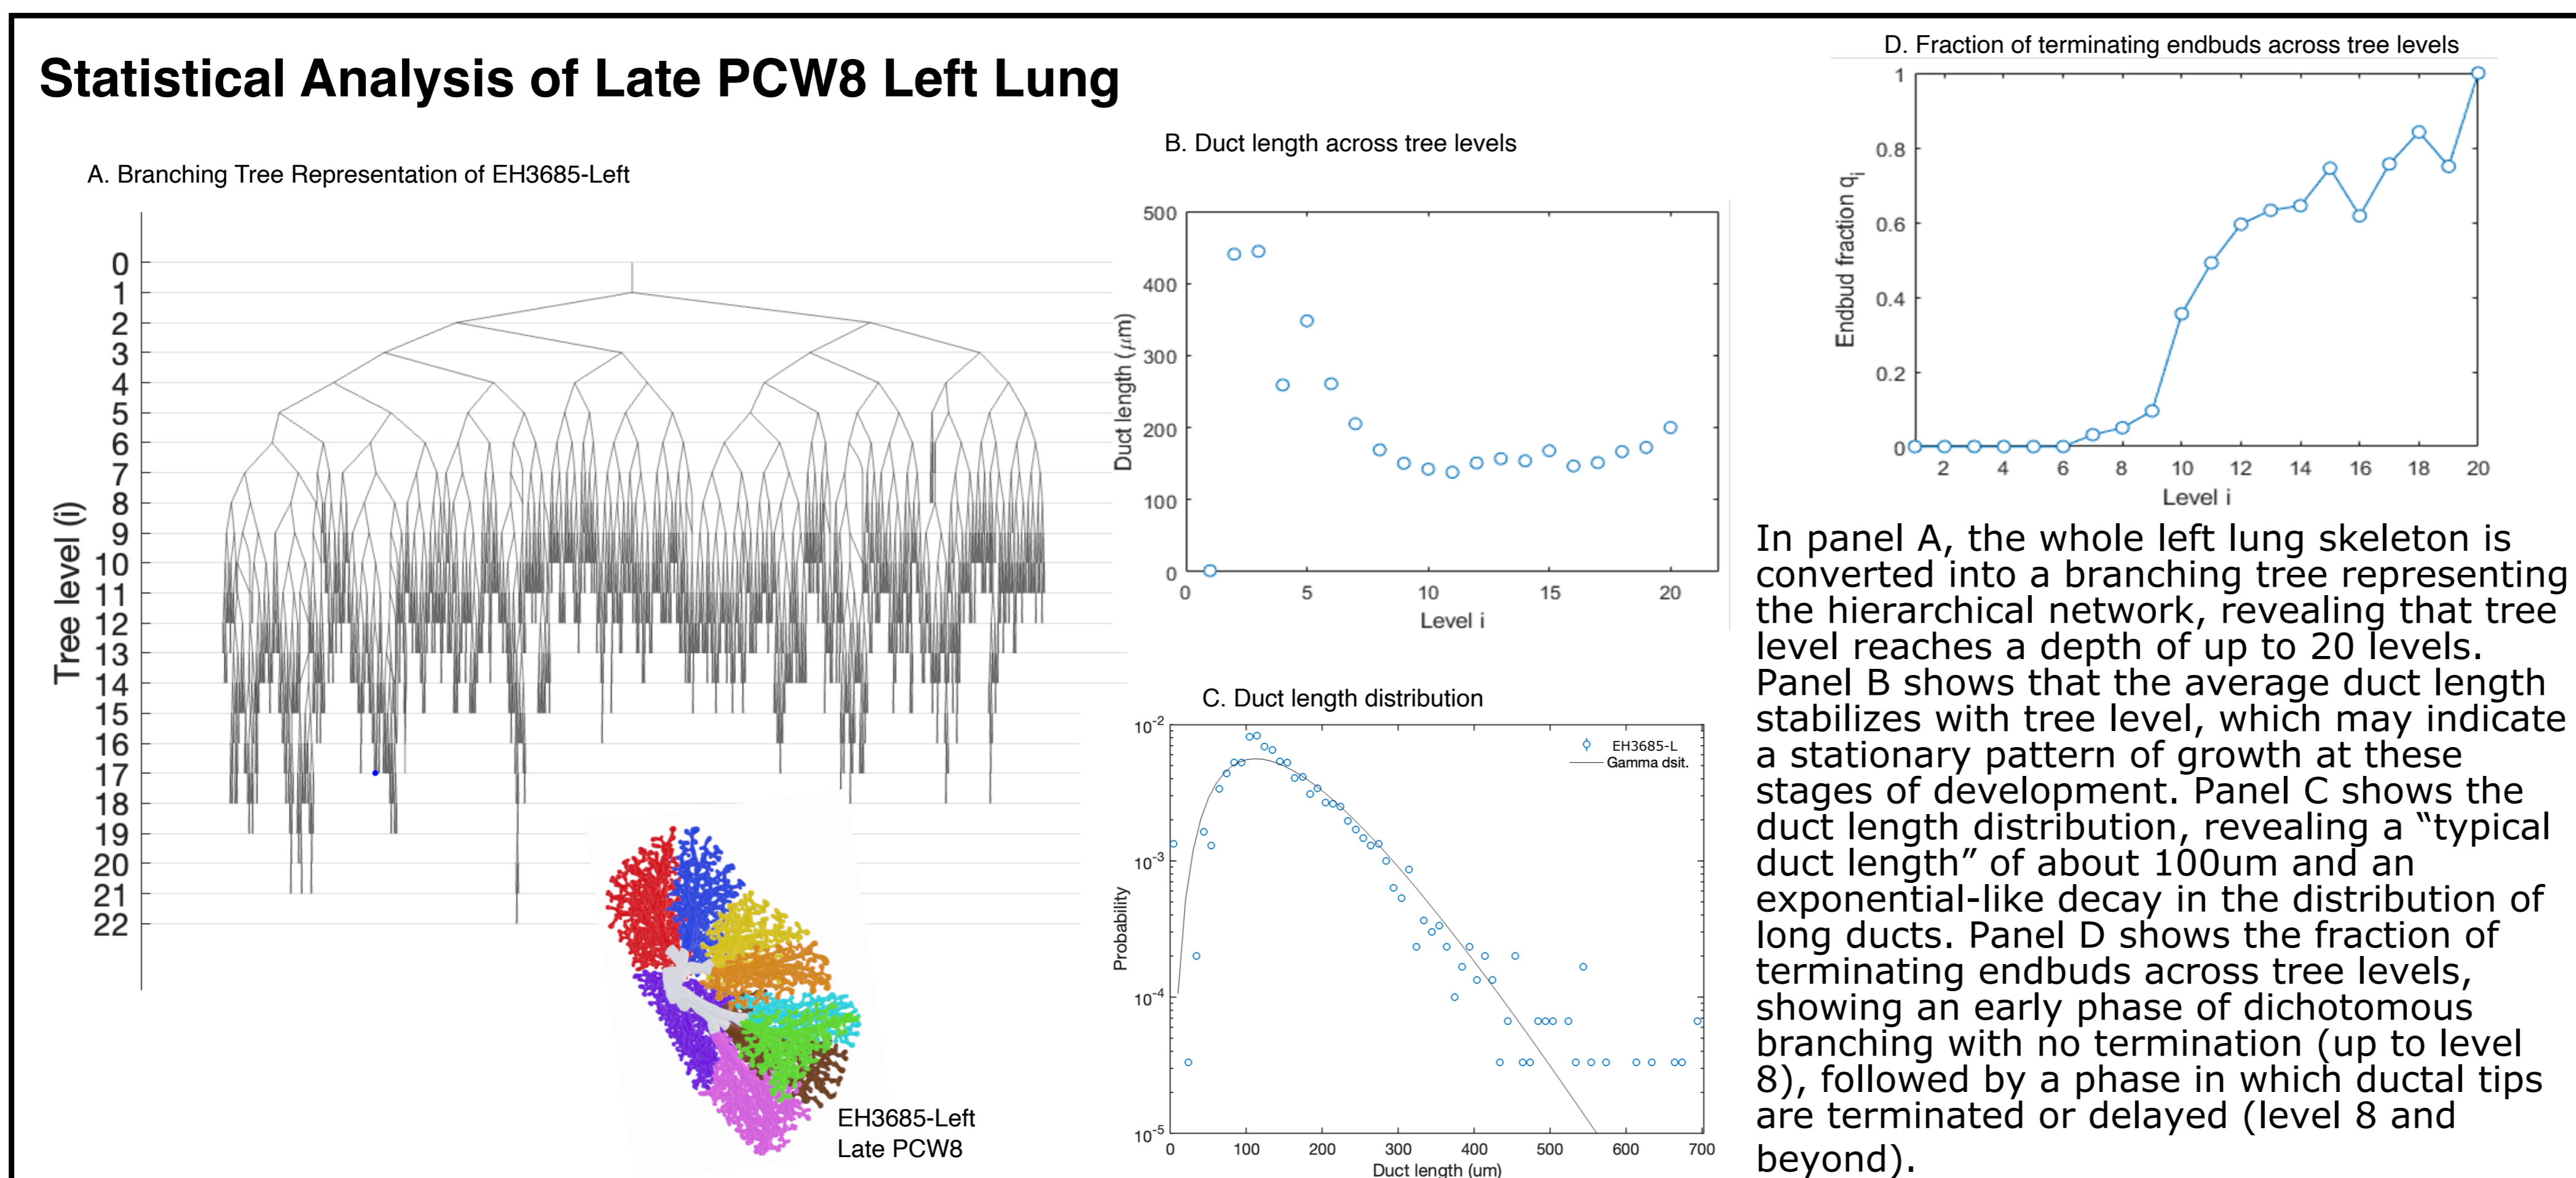 Statistical Analysis of Late PCW8 Left Lung
A. Branching Tree Representation of EH3685-Left
Tree level (i)
0
1
2
3
4
5
6
7
8
9
10
11
12
13
14
15
16
17
18
19
20
21
22
EH3685-Left
Late PCW8
B. Duct length across tree levels
Duct length (μm)
500
400
300
200
100
0
0 5 10 15 20
Level i
C. Duct length distribution
Probability
10-2
10-3
10-4
10-5
EH3685-L
Gamma dsit.
0 100 200 300 400 500 600 700
Duct length (um)
D. Fraction of terminating endbuds across tree levels
Endbud fraction qi
1
0.8
0.6
0.4
0.2
0
2 4 6 8 10 12 14 16 18 20
Level i
In panel A, the whole left lung skeleton is
converted into a branching tree representing
the hierarchical network, revealing that tree
level reaches a depth of up to 20 levels.
Panel B shows that the average duct length
stabilizes with tree level, which may indicate
a stationary pattern of growth at these
stages of development. Panel C shows the
duct length distribution, revealing a “typical
duct length” of about 100um and an
exponential-like decay in the distribution of
long ducts. Panel D shows the fraction of
terminating endbuds across tree levels,
showing an early phase of dichotomous
branching with no termination (up to level
8), followed by a phase in which ductal tips
are terminated or delayed (level 8 and
beyond).